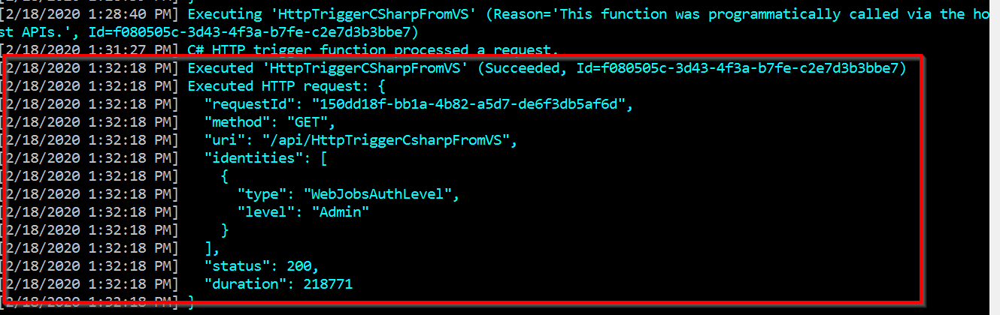 [2/18/2020 1:28:40 PM] Executing 'HttpTriggerCSharpFromVS' (Reason='This function was programmatically called via the ho
st APIs.', Id=f080505c-3d43-4f3a-b7fe-c2e7d3b3bbe7)
[2/18/2020 1:31:27 PM] C# HTTP trigger function processed a request.
[2/18/2020 1:32:18 PM] Executed 'HttpTriggerCSharpFromVS' (Succeeded, Id=f080505c-3d43-4f3a-b7fe-c2e7d3b3bbe7)
[2/18/2020 1:32:18 PM] Executed HTTP request: {
[2/18/2020 1:32:18 PM]   "requestId": "150dd18f-bb1a-4b82-a5d7-de6f3db5af6d",
[2/18/2020 1:32:18 PM]   "method": "GET",
[2/18/2020 1:32:18 PM]   "uri": "/api/HttpTriggerCsharpFromVS",
[2/18/2020 1:32:18 PM]   "identities": [
[2/18/2020 1:32:18 PM]     {
[2/18/2020 1:32:18 PM]       "type": "WebJobsAuthLevel",
[2/18/2020 1:32:18 PM]       "level": "Admin"
[2/18/2020 1:32:18 PM]     }
[2/18/2020 1:32:18 PM]   ],
[2/18/2020 1:32:18 PM]   "status": 200,
[2/18/2020 1:32:18 PM]   "duration": 218771
[2/18/2020 1:32:18 PM] }